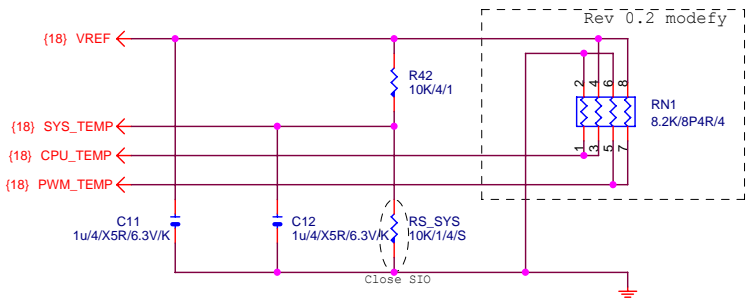 Rev 0.2 modefy
{18} VREF
R42
10K/4/1
2
4
6
8
RN1
8.2K/8P4R/4
{18} SYS_TEMP
{18} CPU_TEMP
1
3
5
7
{18} PWM_TEMP
C11
1u/4/X5R/6.3V/K
C12
1u/4/X5R/6.3V/K
RS_SYS
10K/1/4/S
Close SIO